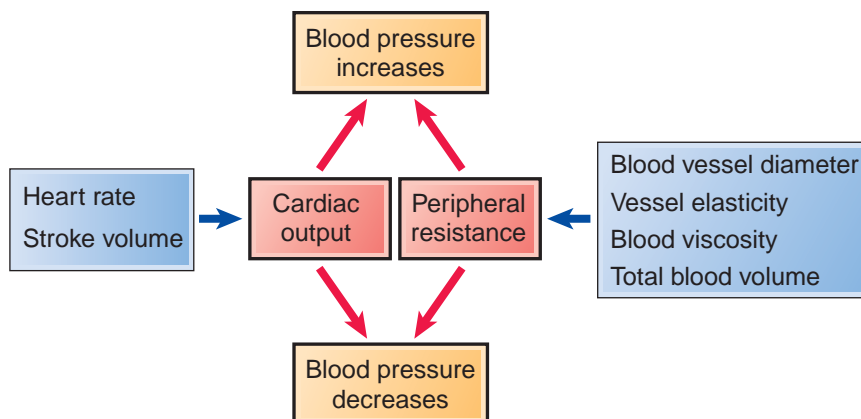 Blood pressure
increases
Heart rate
Stroke volume
Cardiac
output
Peripheral
resistance
Blood vessel diameter
Vessel elasticity
Blood viscosity
Total blood volume
Blood pressure
decreases